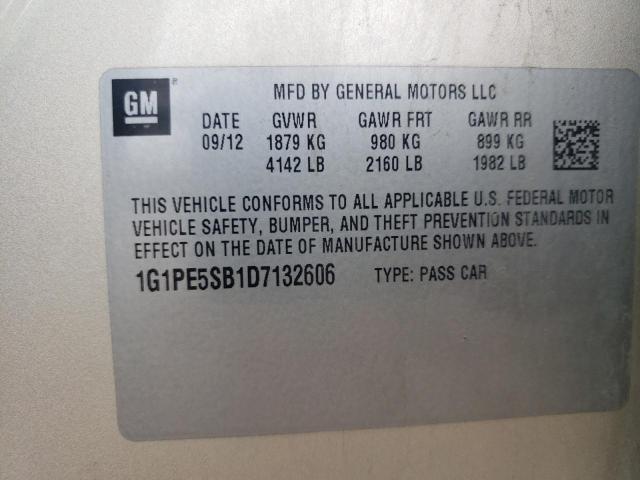 GM
®
MFD BY GENERAL MOTORS LLC
DATE GVWR GAWR FRT GAWR RR
09/12 1879 KG 980 KG 899 KG
4142 LB 2160 LB 1982 LB
THIS VEHICLE CONFORMS TO ALL APPLICABLE U.S. FEDERAL MOTOR
VEHICLE SAFETY, BUMPER, AND THEFT PREVENTION STANDARDS IN
EFFECT ON THE DATE OF MANUFACTURE SHOWN ABOVE.
1G1PE5SB1D7132606 TYPE: PASS CAR